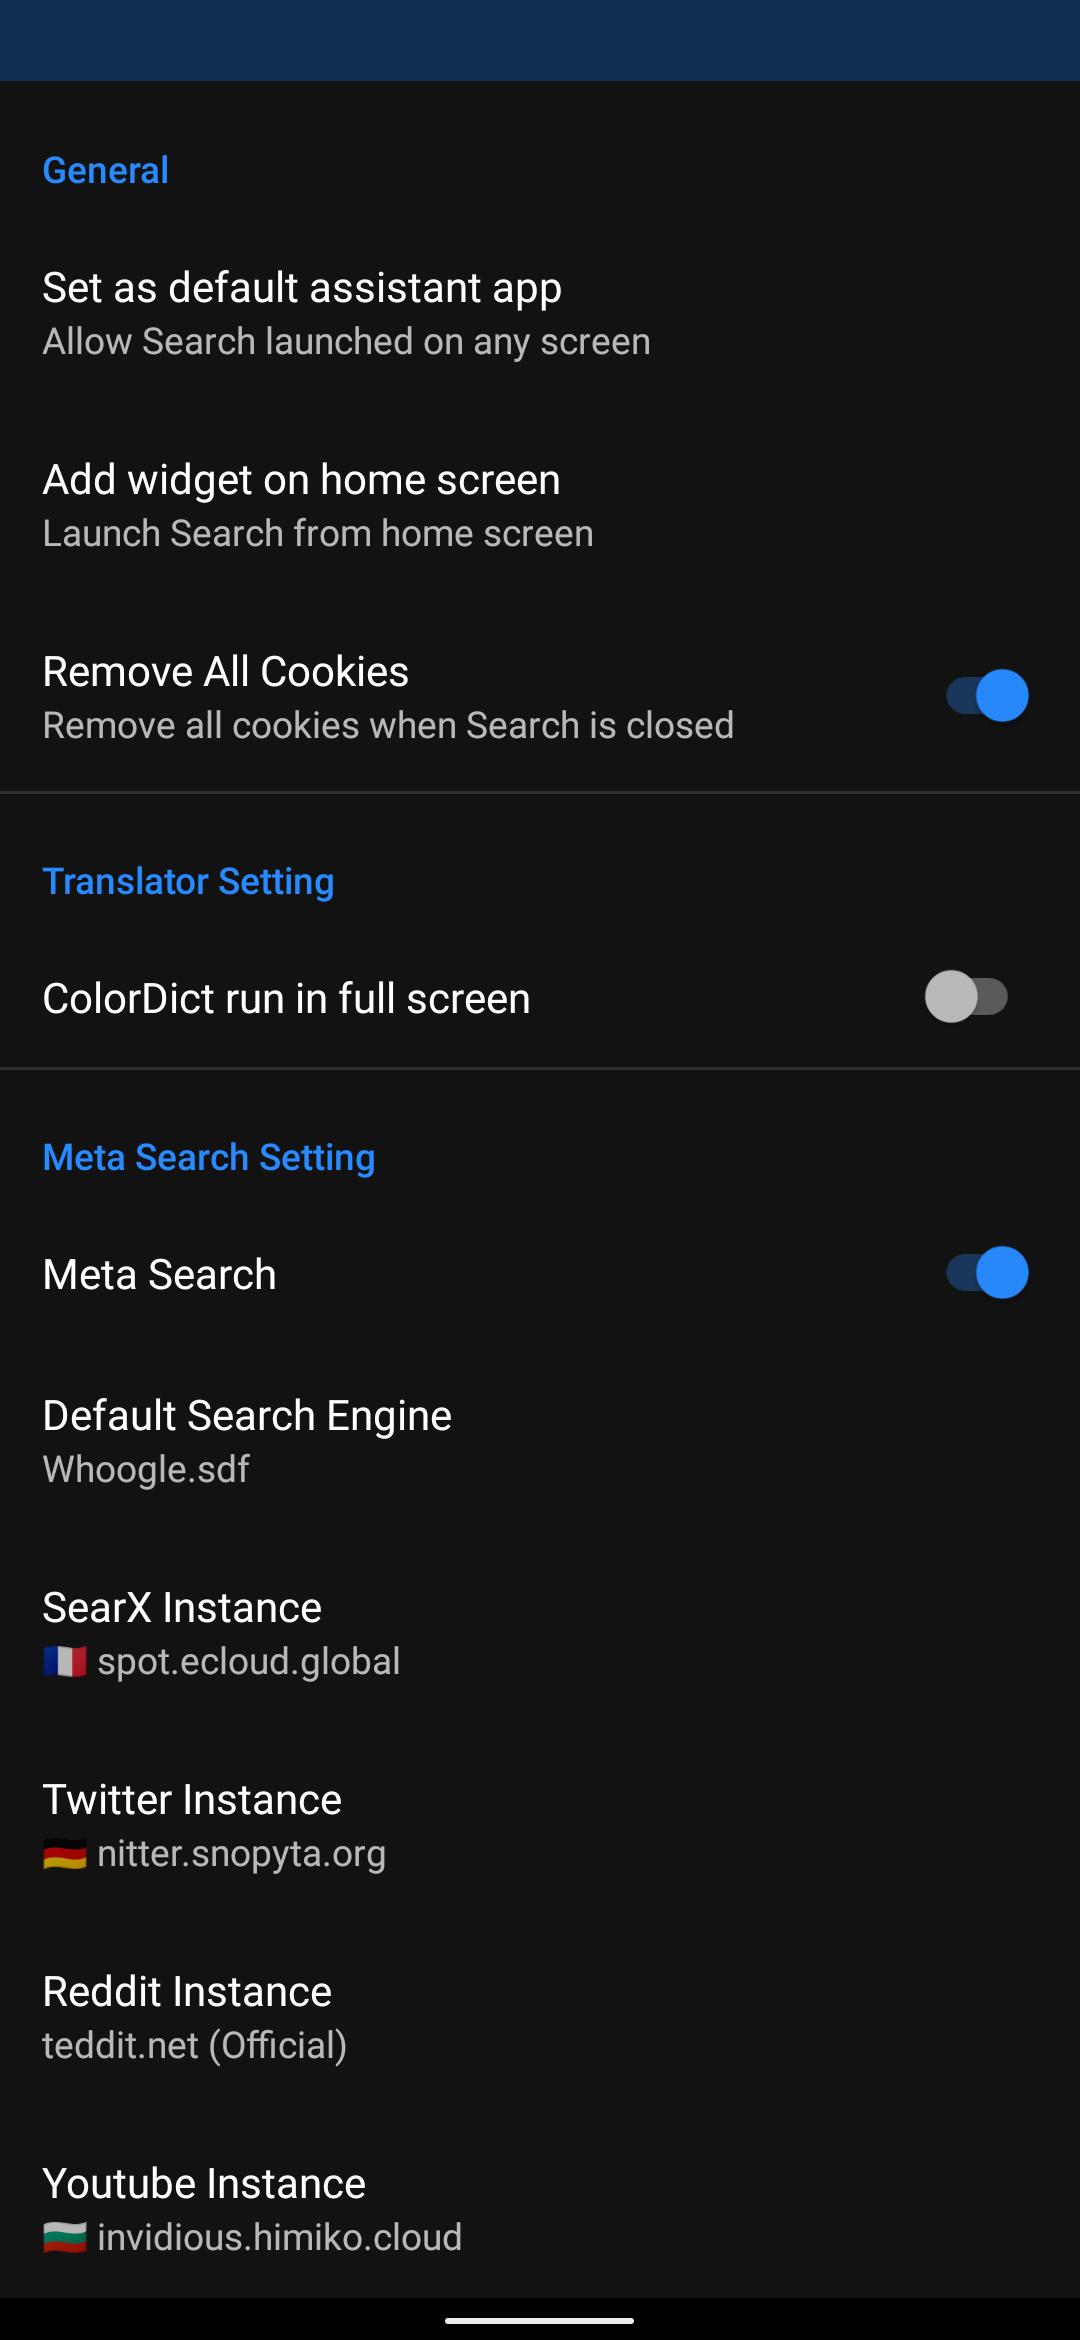 General
Set as default assistant app
Allow Search launched on any screen
Add widget on home screen
Launch Search from home screen
Remove All Cookies
Remove all cookies when Search is closed
Translator Setting
ColorDict run in full screen
Meta Search Setting
Meta Search
Default Search Engine
Whoogle.sdf
SearX Instance
🇫🇷 spot.ecloud.global
Twitter Instance
🇩🇪 nitter.snopyta.org
Reddit Instance
teddit.net (Official)
Youtube Instance
🇧🇬 invidious.himiko.cloud